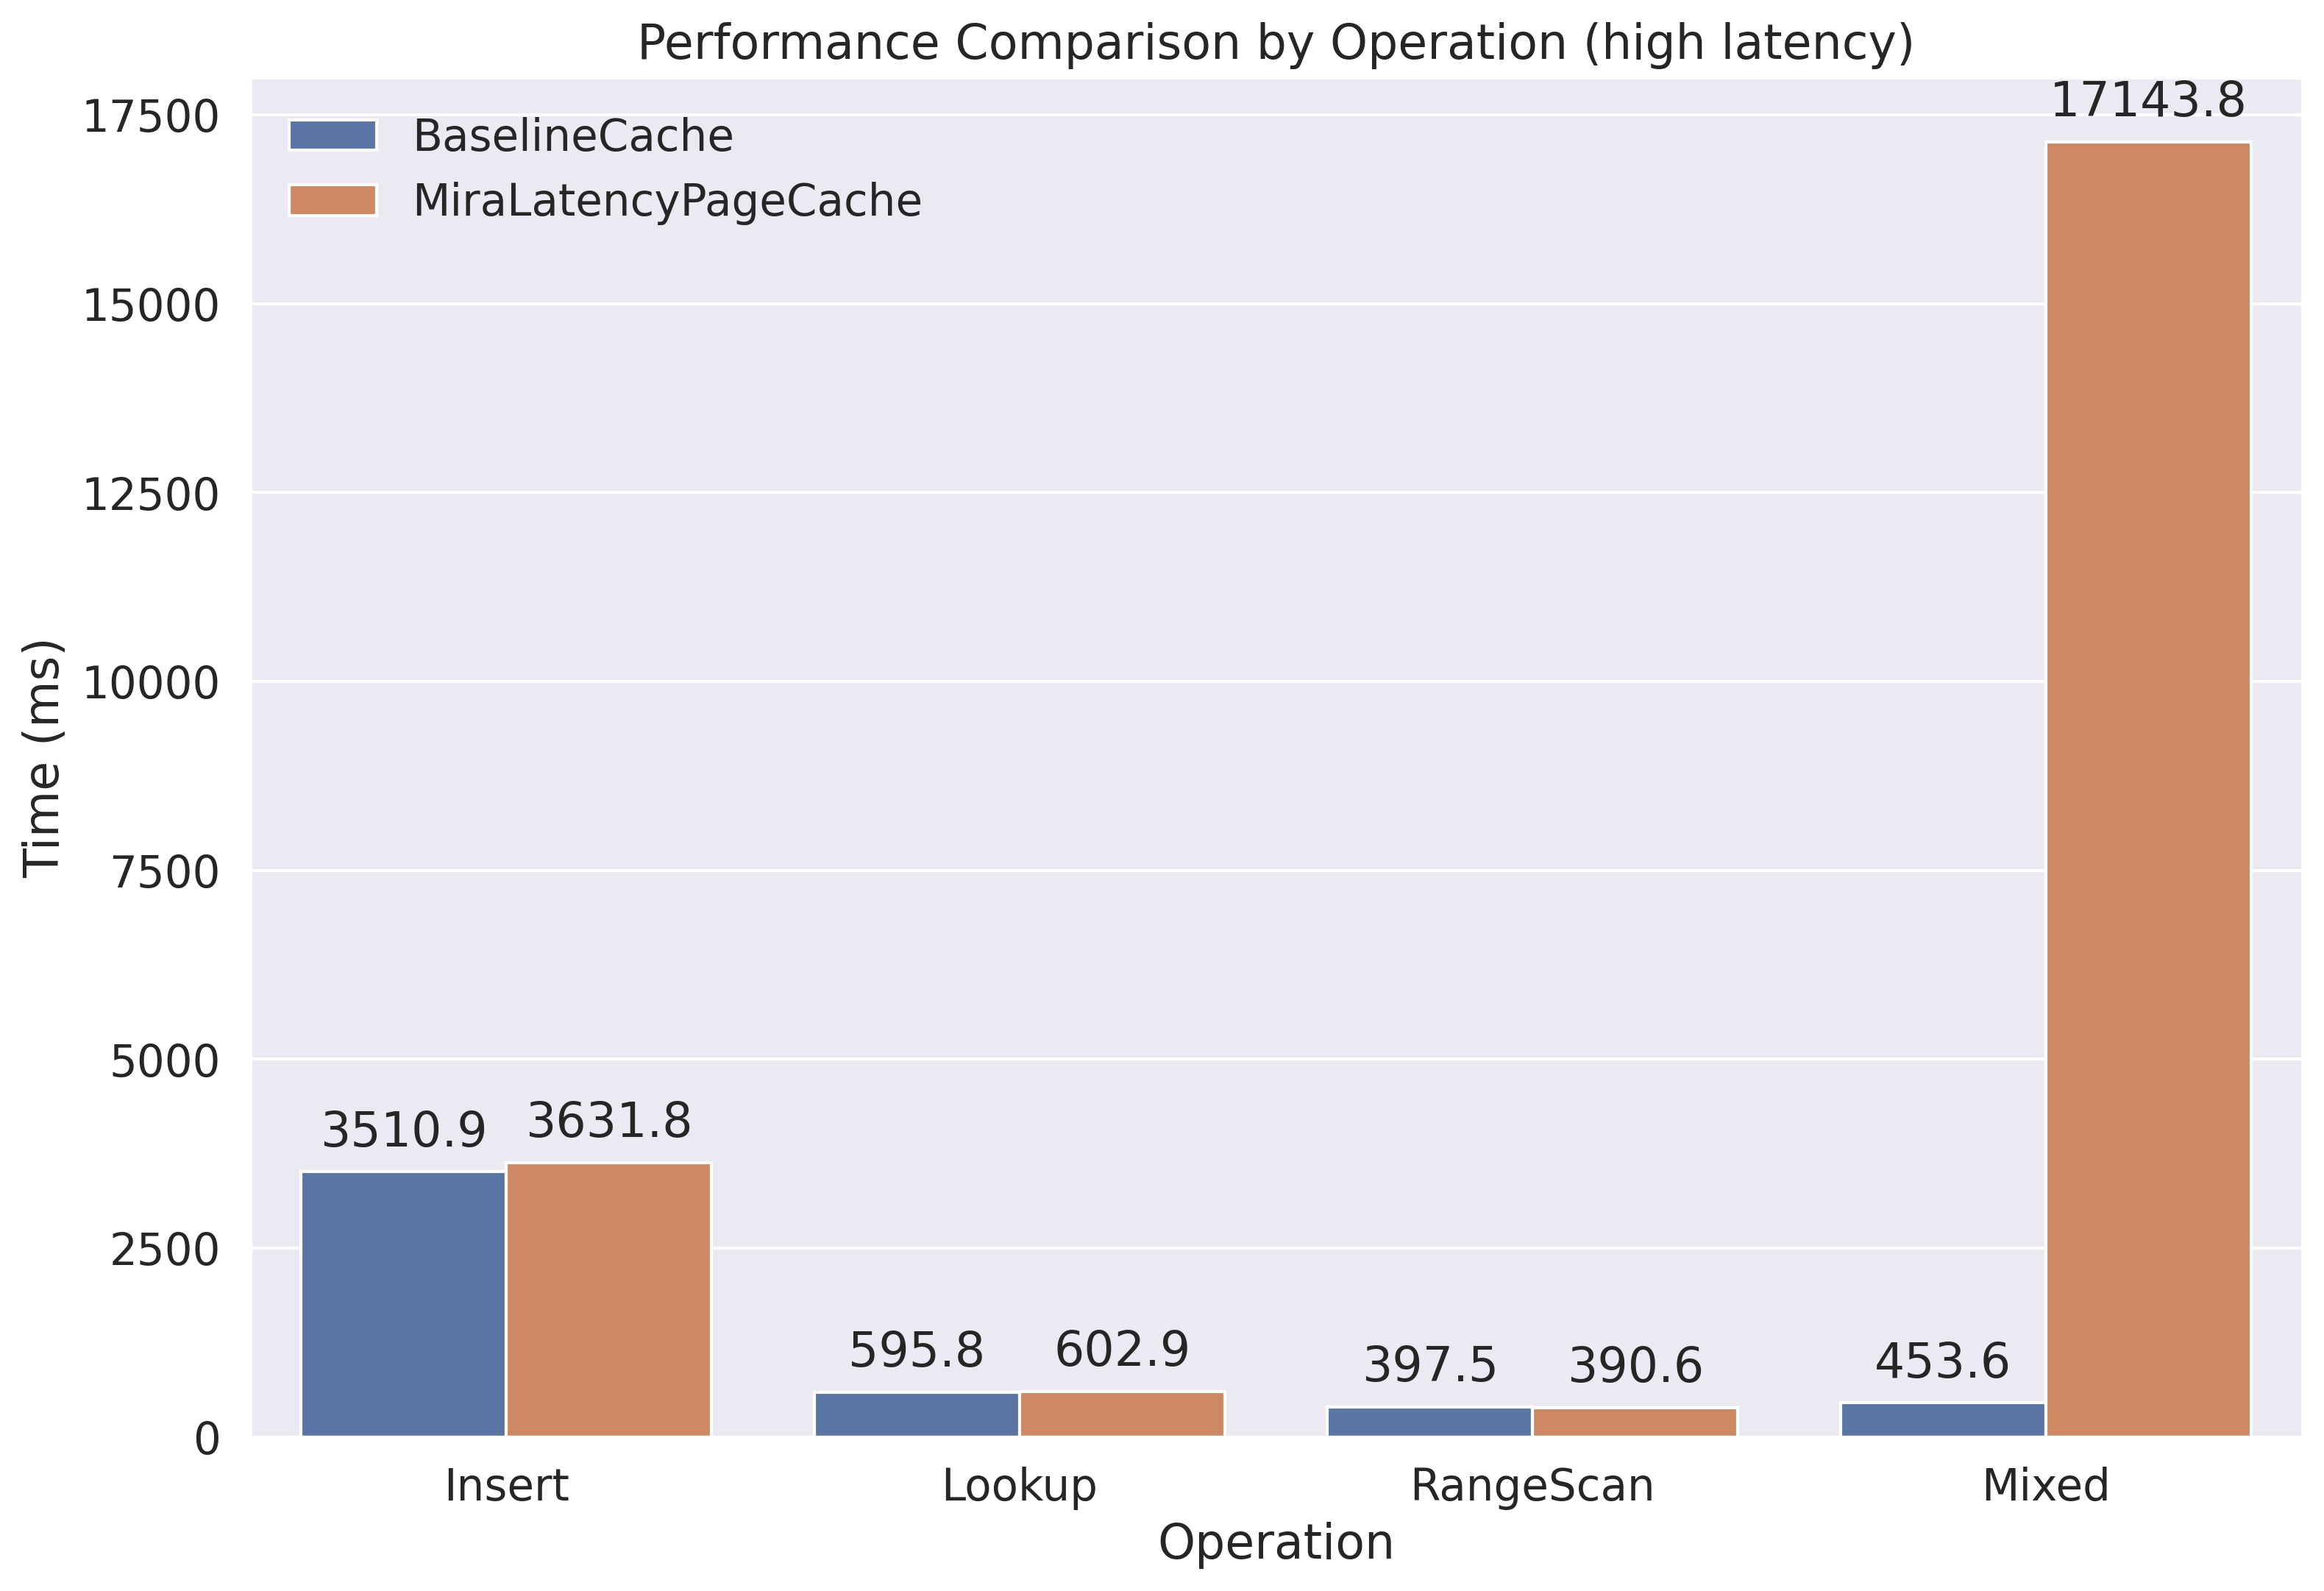 Performance Comparison by Operation (high latency)
17500
15000
12500
10000
7500
5000
2500
0
Time (ms)
BaselineCache
MiraLatencyPageCache
3510.9
3631.8
595.8
602.9
397.5
390.6
453.6
17143.8
Insert
Lookup
RangeScan
Mixed
Operation